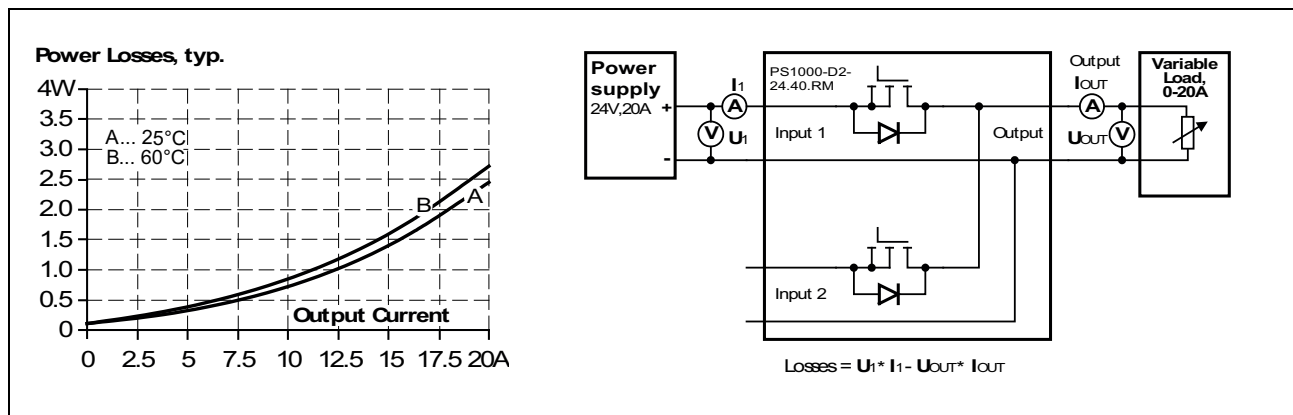 Power Losses, typ.
4W
3.5
3.0
2.5
2.0
1.5
1.0
0.5
0
A... 25°C
B... 60°C
B
A
Output Current
0 2.5 5 7.5 10 12.5 15 17.5 20A
Power
supply
24V,20A
+
-
I1
A
V
U1
PS1000-D2-
24.40.RM
Input 1
Output
Input 2
Output
IOUT
A
UOUT
V
Variable
Load,
0-20A
Losses = U1* I1 - UOUT* IOUT